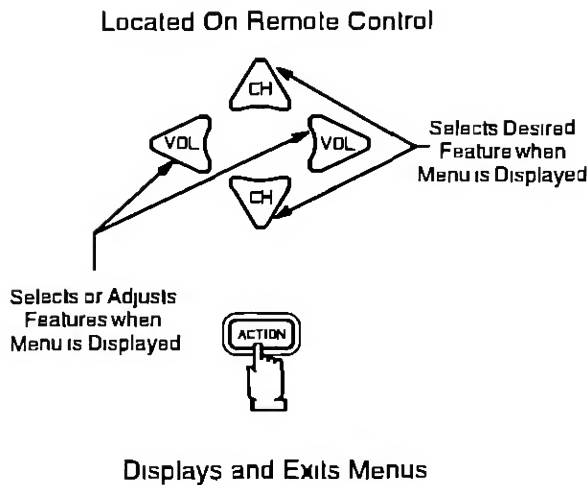 Located On Remote Control
CH
VOL
VOL
CH
Selects Desired
Feature when
Menu is Displayed
Selects or Adjusts
Features when
Menu is Displayed
ACTION
Displays and Exits Menus